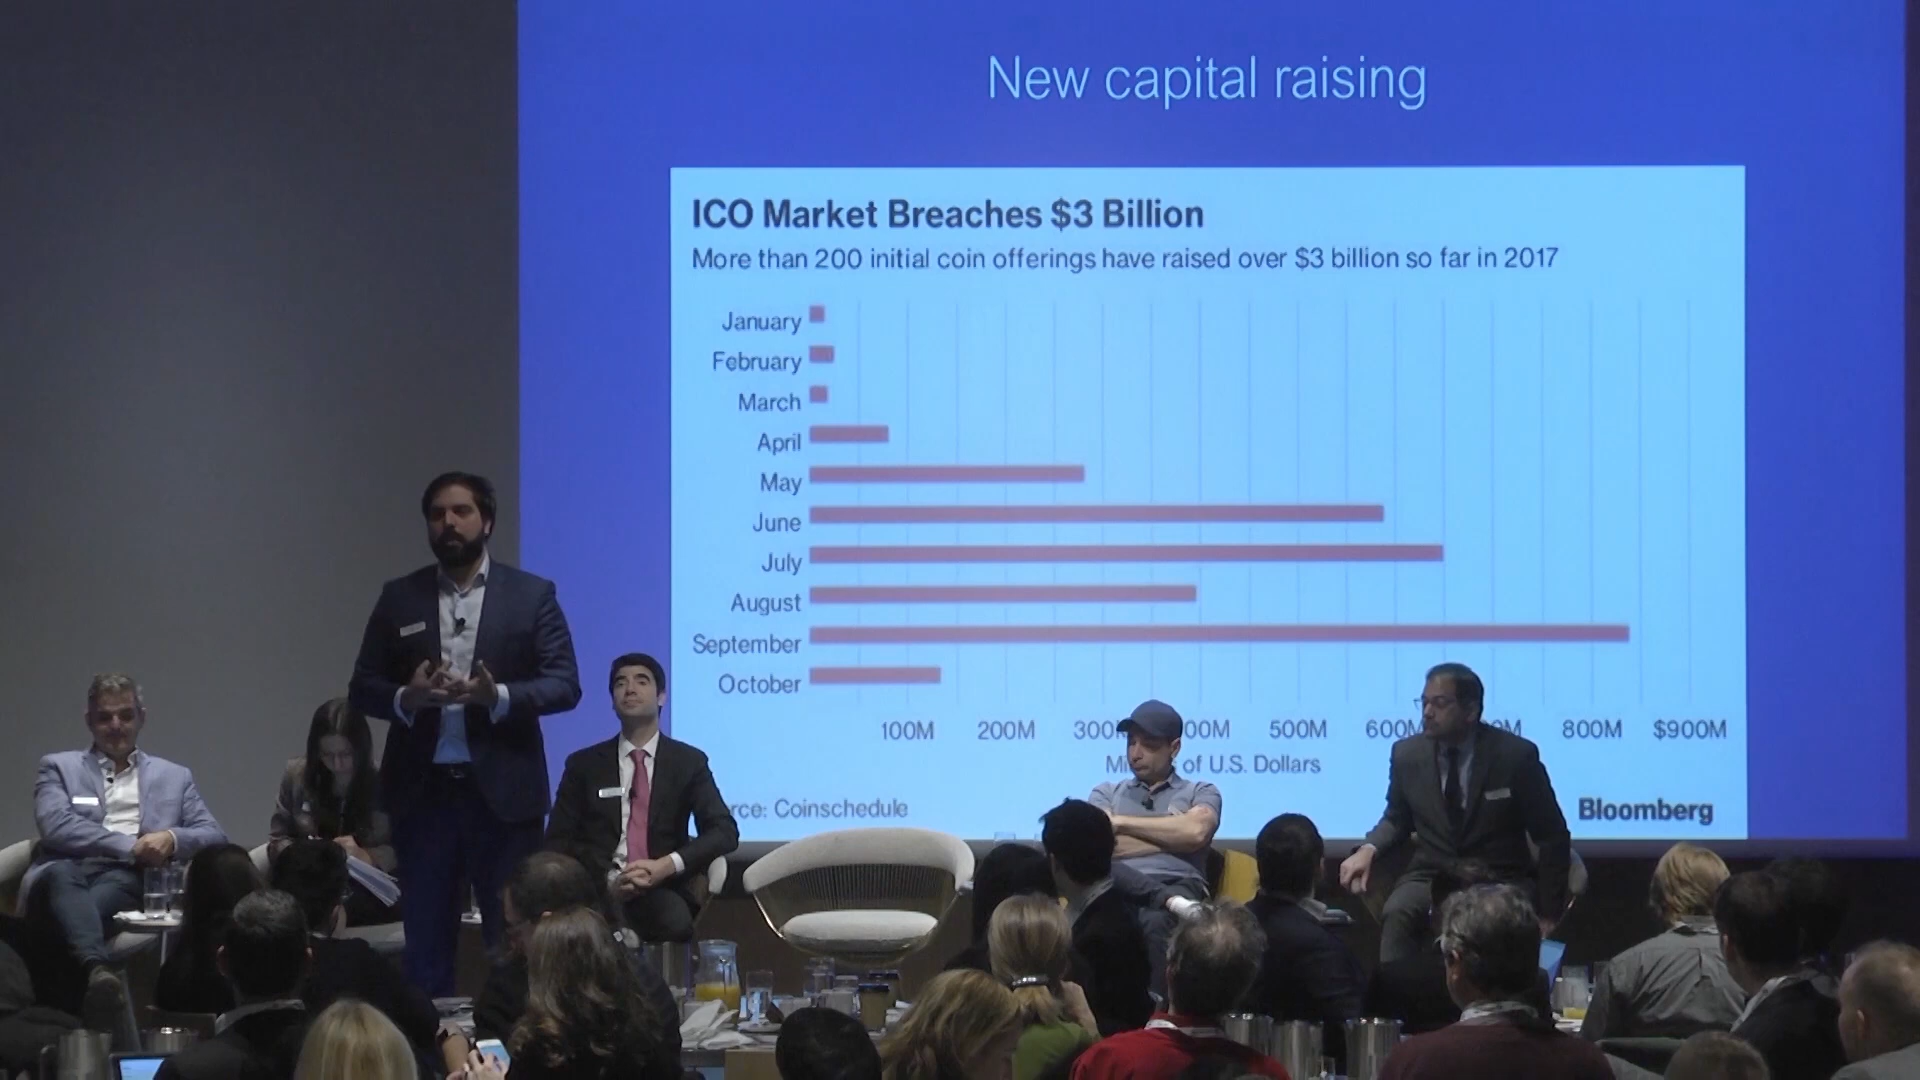 New capital raising
ICO Market Breaches $3 Billion
More than 200 initial coin offerings have raised over $3 billion so far in 2017
January
February
March
April
May
June
July
August
September
October
100M 200M 500M 800M $900M
of U.S. Dollars
Coinschedule
Bloomberg